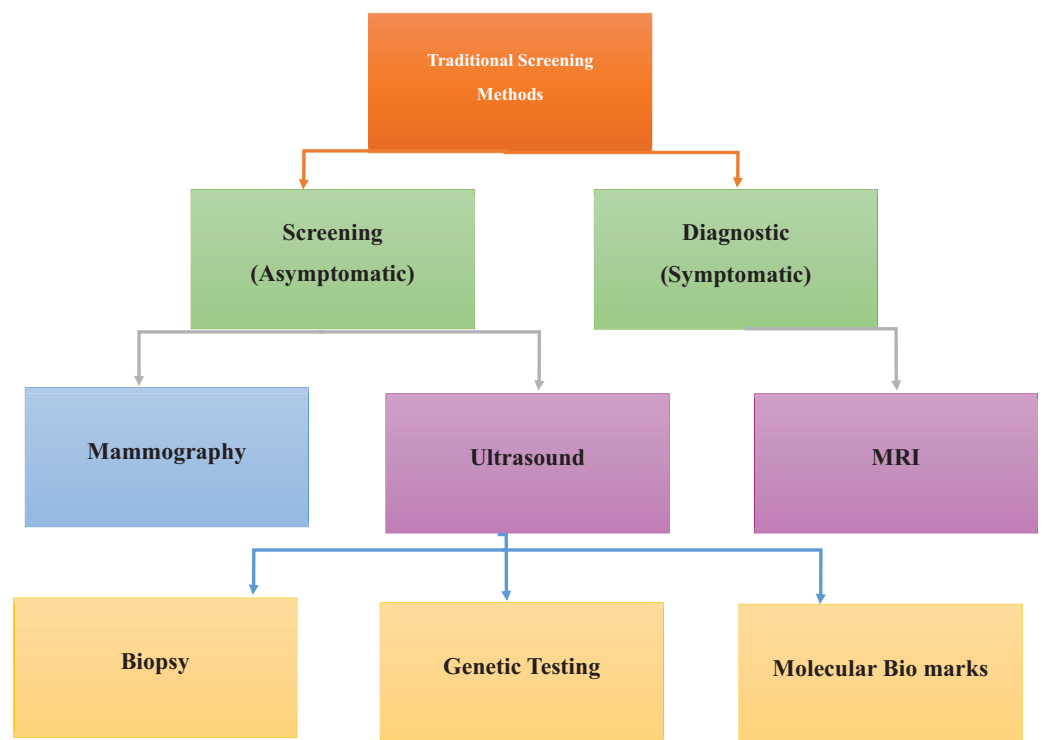 Traditional Screening
Methods
Screening
(Asymptomatic)
Diagnostic
(Symptomatic)
Mammography
Ultrasound
MRI
Biopsy
Genetic Testing
Molecular Bio marks